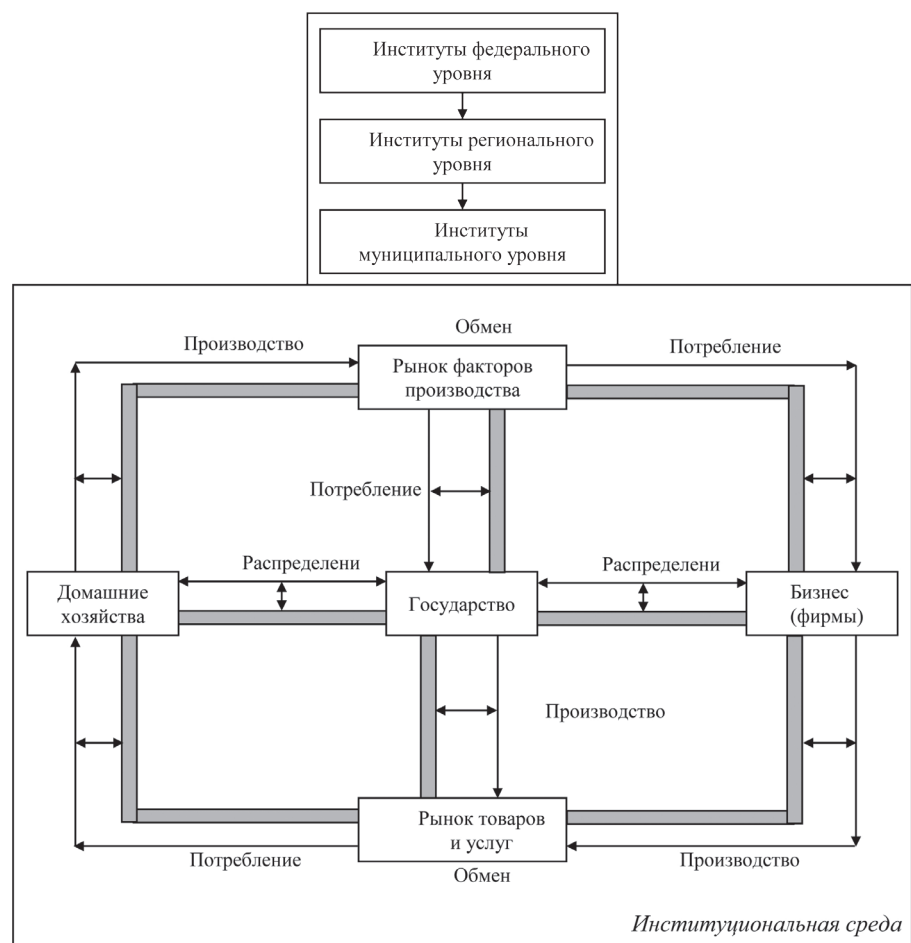 Институты федерального
уровня
Институты регионального
уровня
Институты
муниципального уровня
Обмен
Производство
Потребление
Рынок факторов
производства
Потребление
Распределени
Распределени
Домашние
хозяйства
Государство
Бизнес
(фирмы)
Производство
Рынок товаров
и услуг
Потребление
Производство
Обмен
Институциональная среда